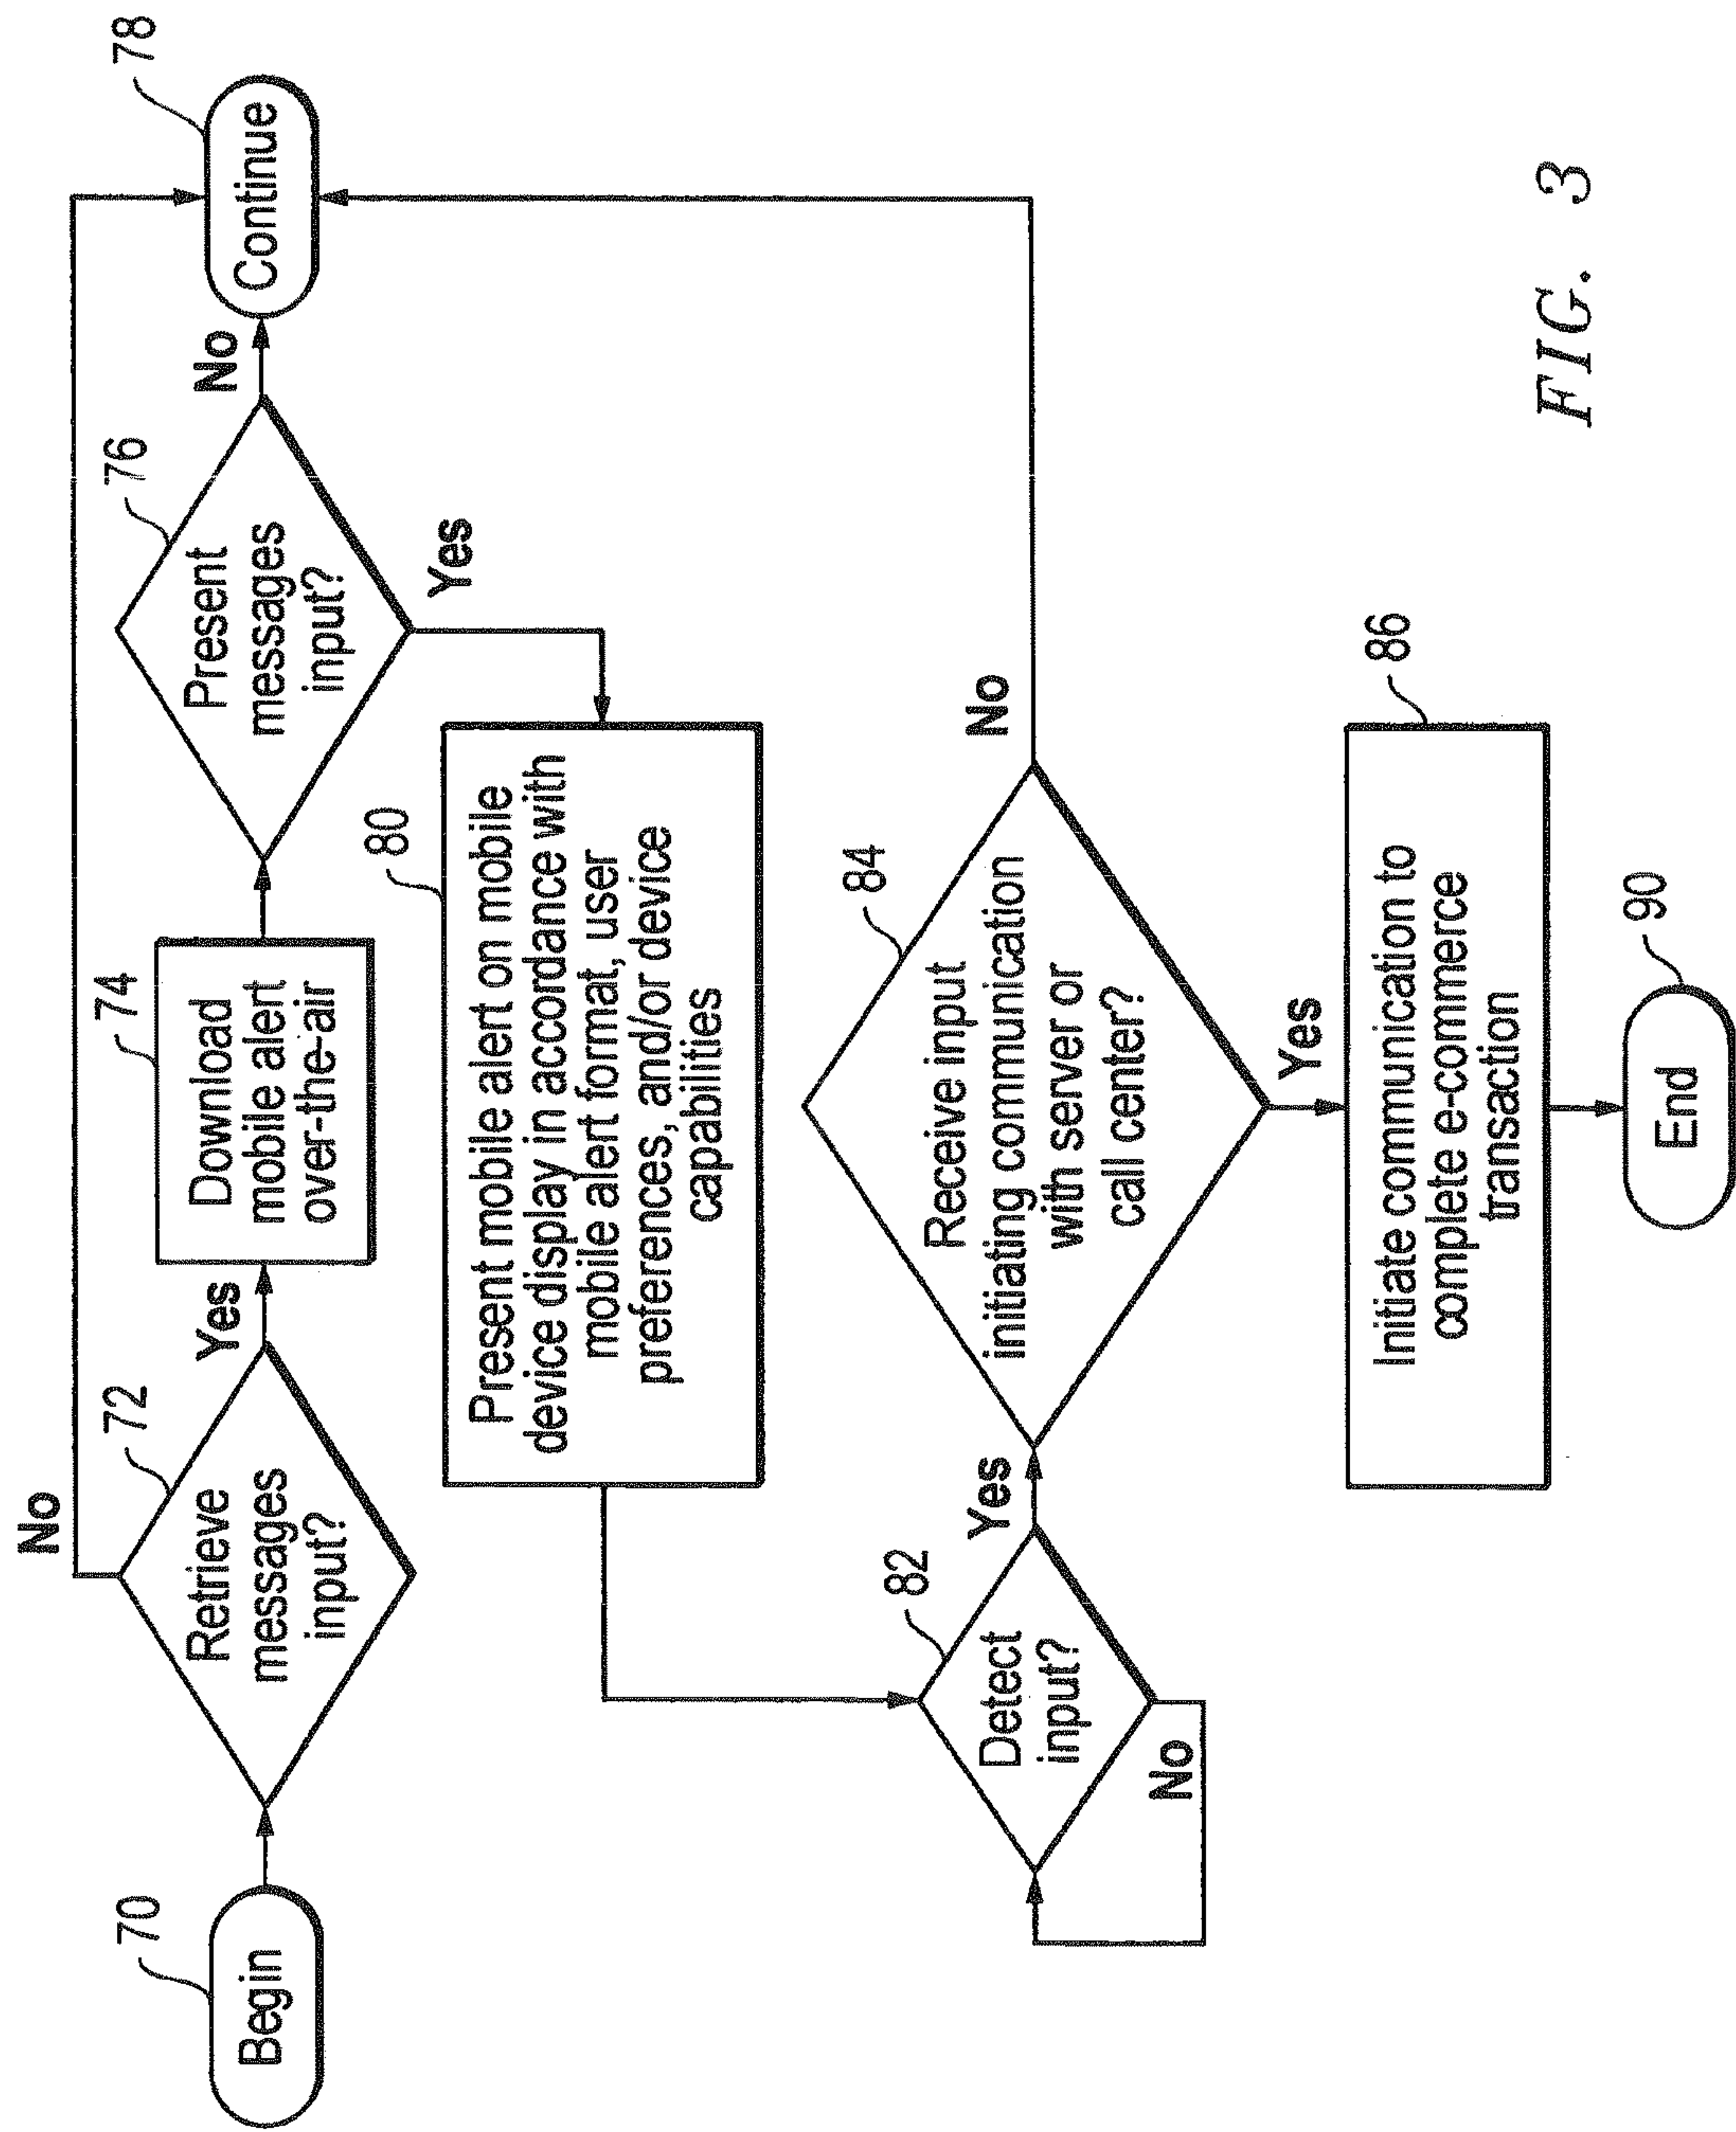 70
Begin
72
Retrieve
messages
input?
No
Yes
74
Download
mobile alert
over-the-air
76
Present
messages
input?
No
Yes
78
Continue
80
Present mobile alert on mobile
device display in accordance with
mobile alert format, user
preferences, and/or device
capabilities
82
Detect
input?
No
Yes
84
Receive input
initiating communication
with server or
call center?
No
Yes
86
Initiate communication to
complete e-commerce
transaction
90
End
FIG. 3